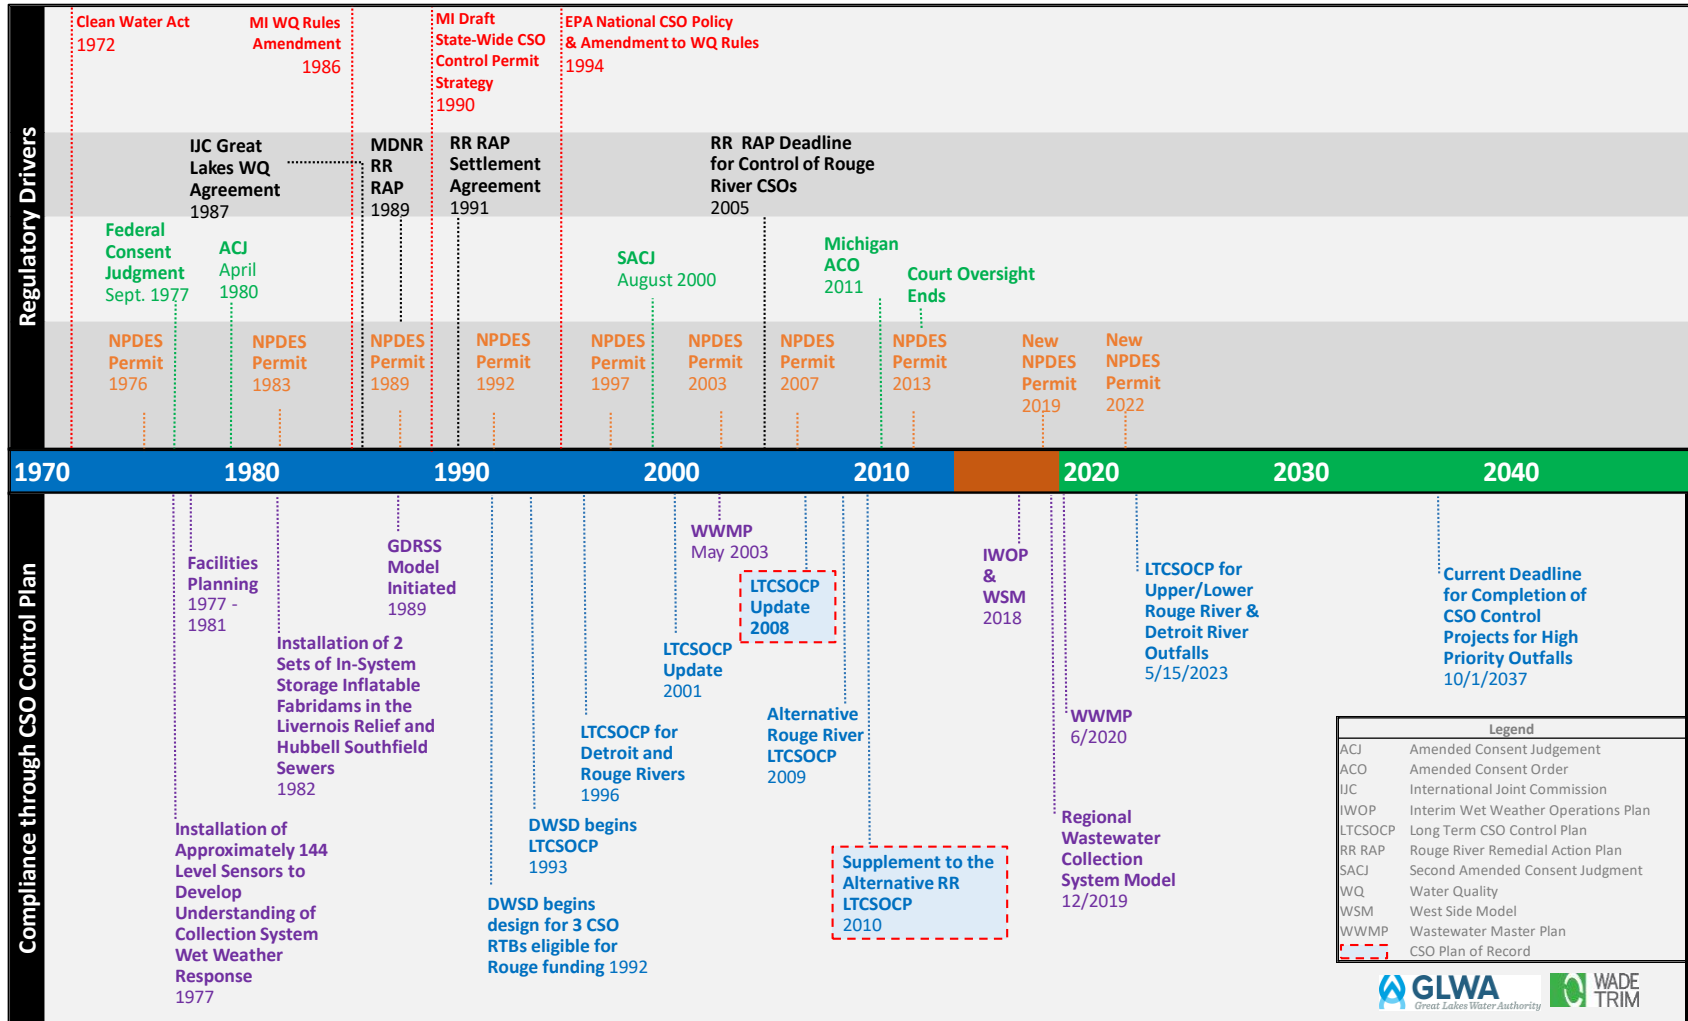 Regulatory Drivers
Clean Water Act
1972
MI WQ Rules
Amendment
1986
MI Draft
State-Wide CSO
Control Permit
Strategy
1990
EPA National CSO Policy
& Amendment to WQ Rules
1994
IJC Great
Lakes WQ
Agreement
1987
MDNR
RR
RAP
1989
RR RAP
Settlement
Agreement
1991
RR RAP Deadline
for Control of Rouge
River CSOs
2005
Federal
Consent
Judgment
Sept. 1977
ACJ
April
1980
SACJ
August 2000
Michigan
ACO
2011
Court Oversight
Ends
NPDES
Permit
1976
NPDES
Permit
1983
NPDES
Permit
1989
NPDES
Permit
1992
NPDES
Permit
1997
NPDES
Permit
2003
NPDES
Permit
2007
NPDES
Permit
2013
New
NPDES
Permit
2019
New
NPDES
Permit
2022
1970
1980
1990
2000
2010
2020
2030
2040
Compliance through CSO Control Plan
Facilities
Planning
1977 -
1981
GDRSS
Model
Initiated
1989
Installation of 2
Sets of In-System
Storage Inflatable
Fabridams in the
Livernois Relief and
Hubbell Southfield
Sewers
1982
Installation of
Approximately 144
Level Sensors to
Develop
Understanding of
Collection System
Wet Weather
Response
1977
DWSD begins
design for 3 CSO
RTBs eligible for
Rouge funding 1992
DWSD begins
LTCSOCP
1993
LTCSOCP for
Detroit and
Rouge Rivers
1996
LTCSOCP
Update
2001
WWMP
May 2003
LTCSOCP
Update
2008
Alternative
Rouge River
LTCSOCP
2009
Supplement to the
Alternative RR
LTCSOCP
2010
IWOP
&
WSM
2018
Regional
Wastewater
Collection
System Model
12/2019
WWMP
6/2020
LTCSOCP for
Upper/Lower
Rouge River &
Detroit River
Outfalls
5/15/2023
Current Deadline
for Completion of
CSO Control
Projects for High
Priority Outfalls
10/1/2037
Legend
ACJ Amended Consent Judgement
ACO Amended Consent Order
IJC International Joint Commission
IWOP Interim Wet Weather Operations Plan
LTCSOCP Long Term CSO Control Plan
RR RAP Rouge River Remedial Action Plan
SACJ Second Amended Consent Judgment
WQ Water Quality
WSM West Side Model
WWMP Wastewater Master Plan
CSO Plan of Record
GLWA
Great Lakes Water Authority
WADE
TRIM